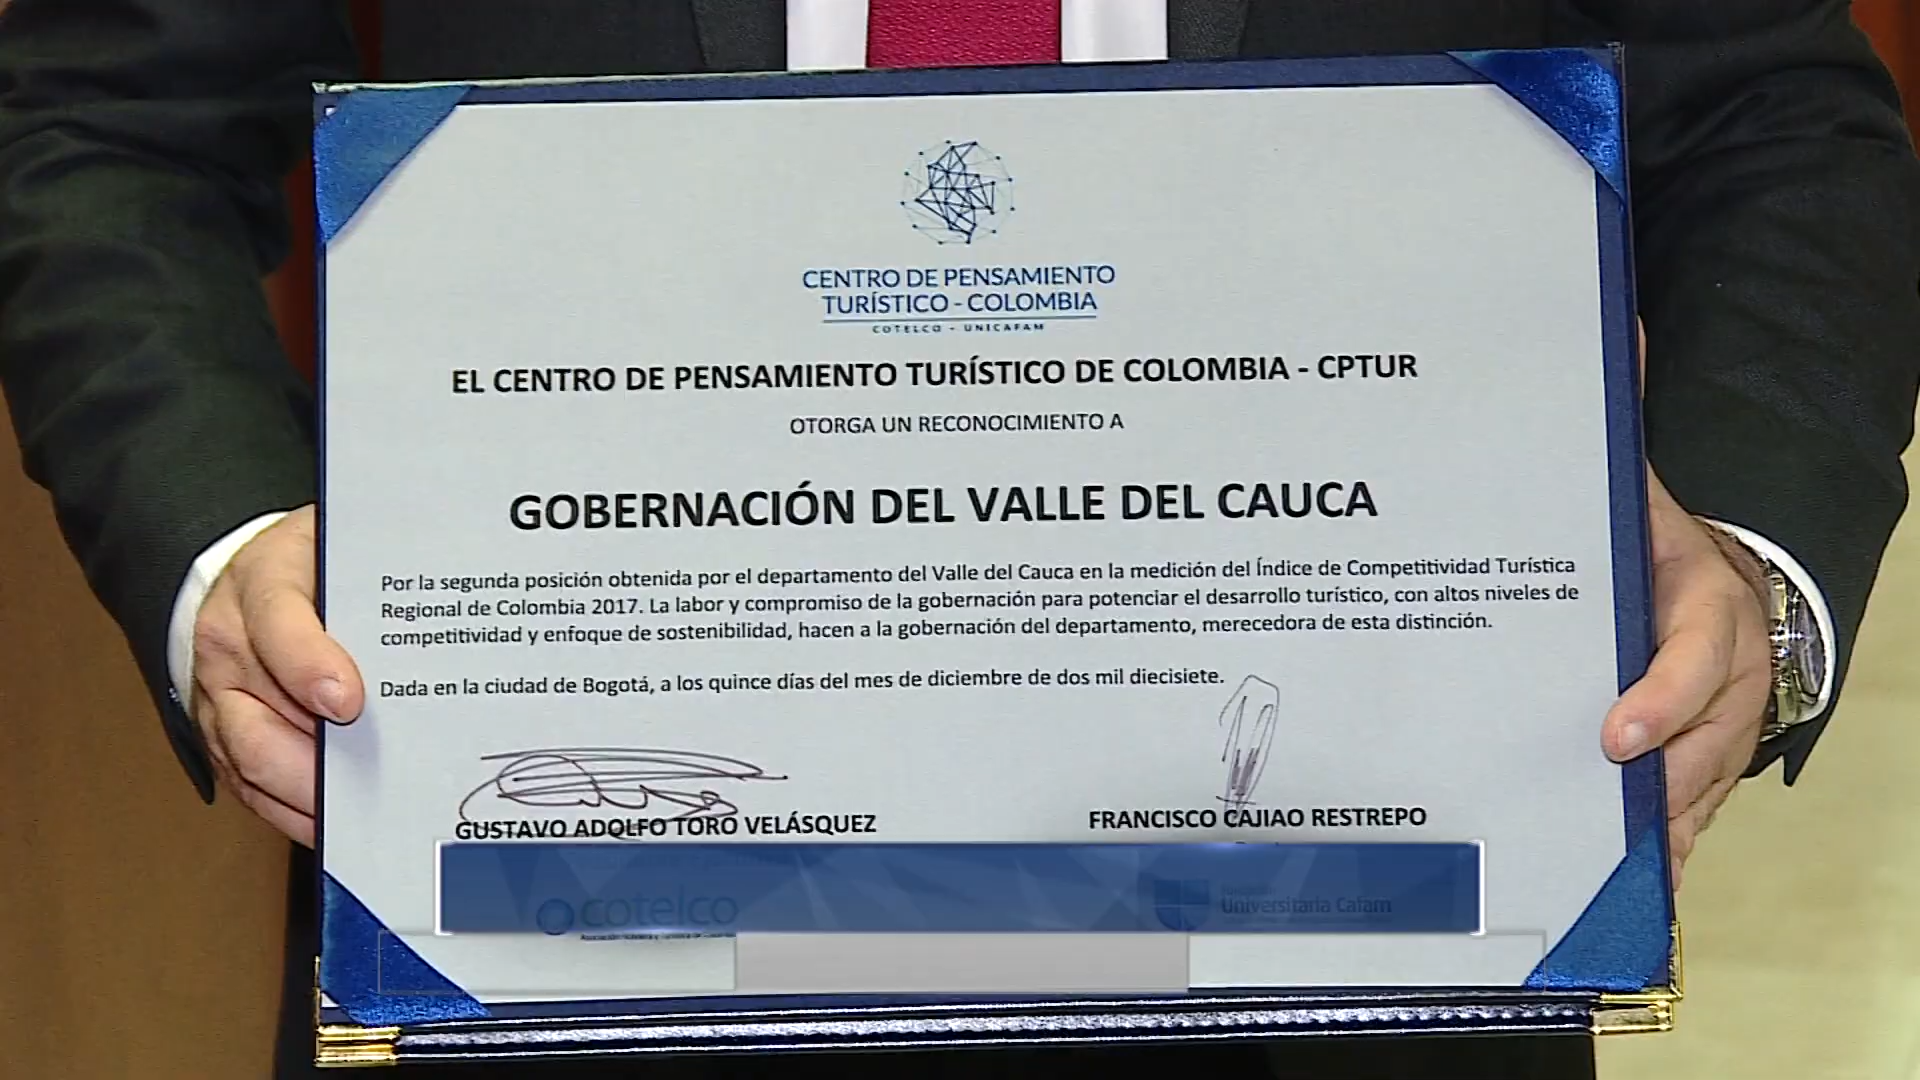 CENTRO DE PENSAMIENTO
TURÍSTICO - COLOMBIA
COTELCO - UNICAFAM
EL CENTRO DE PENSAMIENTO TURÍSTICO DE COLOMBIA - CPTUR
OTORGA UN RECONOCIMIENTO A
GOBERNACIÓN DEL VALLE DEL CAUCA
Por la segunda posición obtenida por el departamento del Valle del Cauca en la medición del Índice de Competitividad Turística
Regional de Colombia 2017. La labor y compromiso de la gobernación para potenciar el desarrollo turístico, con altos niveles de
competitividad y enfoque de sostenibilidad, hacen a la gobernación del departamento, merecedora de esta distinción.
Dada en la ciudad de Bogotá, a los quince días del mes de diciembre de dos mil diecisiete.
GUSTAVO ADOLFO TORO VELÁSQUEZ
FRANCISCO CAJIAO RESTREPO
cotelco
Universitaria Cafam